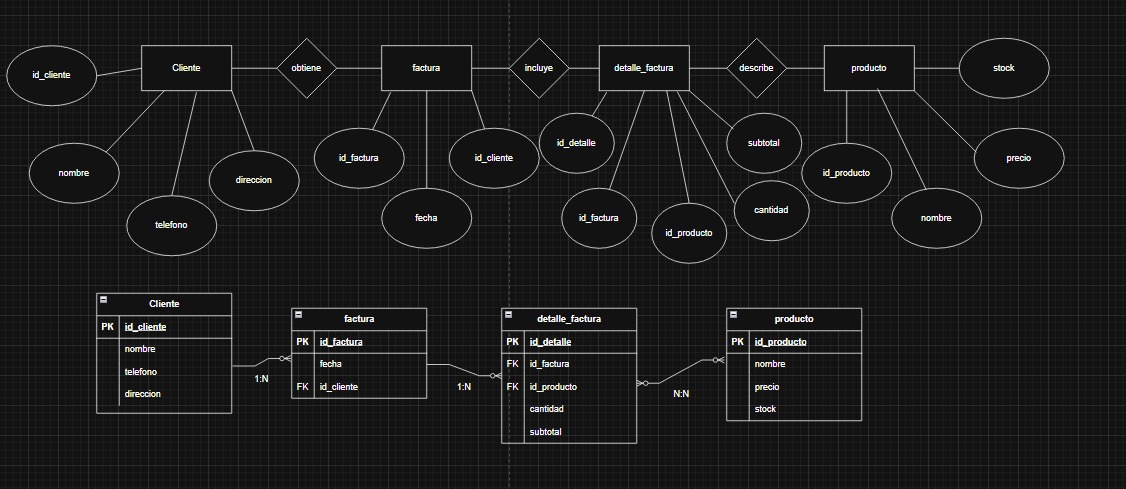 id_cliente
Cliente
obtiene
factura
incluye
detalle_factura
describe
producto
stock
nombre
telefono
direccion
id_factura
fecha
id_cliente
id_detalle
id_factura
id_producto
cantidad
subtotal
id_producto
nombre
precio
Cliente
PK id_cliente
nombre
telefono
direccion
1:N
factura
PK id_factura
fecha
FK id_cliente
1:N
detalle_factura
PK id_detalle
FK id_factura
FK id_producto
cantidad
subtotal
N:N
producto
PK id_producto
nombre
precio
stock